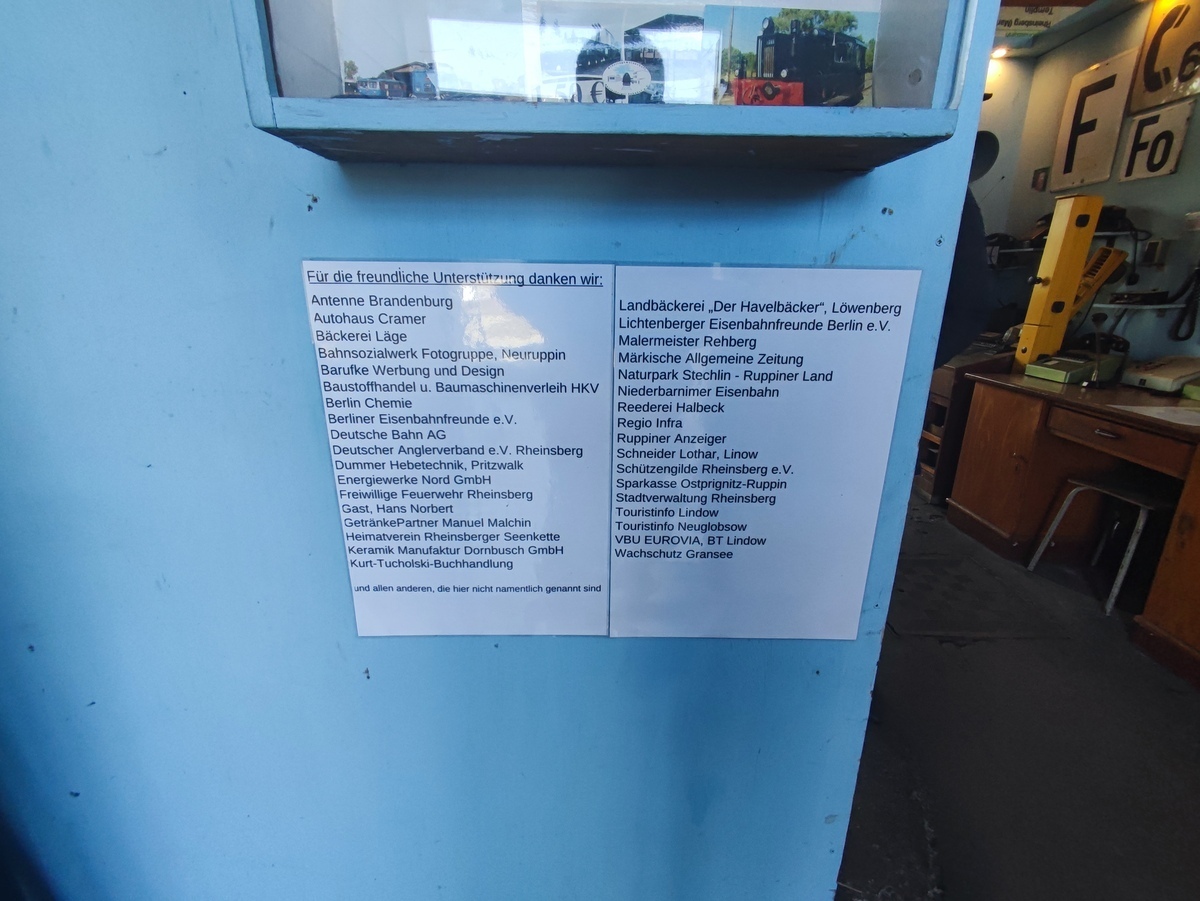 Für die freundliche Unterstützung danken wir:
Antenne Brandenburg
Autohaus Cramer
Bäckerei Läge
Bahnsozialwerk Fotogruppe, Neuruppin
Barufke Werbung und Design
Baustoffhandel u. Baumaschinenverleih HKV
Berlin Chemie
Berliner Eisenbahnfreunde e.V.
Deutsche Bahn AG
Deutscher Anglerverband e.V. Rheinsberg
Dummer Hebetechnik, Pritzwalk
Energiewerke Nord GmbH
Freiwillige Feuerwehr Rheinsberg
Gast, Hans Norbert
GetränkePartner Manuel Malchin
Heimatverein Rheinsberger Seenkette
Keramik Manufaktur Dornbusch GmbH
Kurt-Tucholski-Buchhandlung
und allen anderen, die hier nicht namentlich genannt sind
Landbäckerei „Der Havelbäcker“, Löwenberg
Lichtenberger Eisenbahnfreunde Berlin e.V.
Malermeister Rehberg
Märkische Allgemeine Zeitung
Naturpark Stechlin - Ruppiner Land
Niederbarnimer Eisenbahn
Reederei Halbeck
Regio Infra
Ruppiner Anzeiger
Schneider Lothar, Linow
Schützengilde Rheinsberg e.V.
Sparkasse Ostprignitz-Ruppin
Stadtverwaltung Rheinsberg
Touristinfo Lindow
Touristinfo Neuglobsow
VBU EUROVIA, BT Lindow
Wachschutz Gransee
Templin
F
Fo